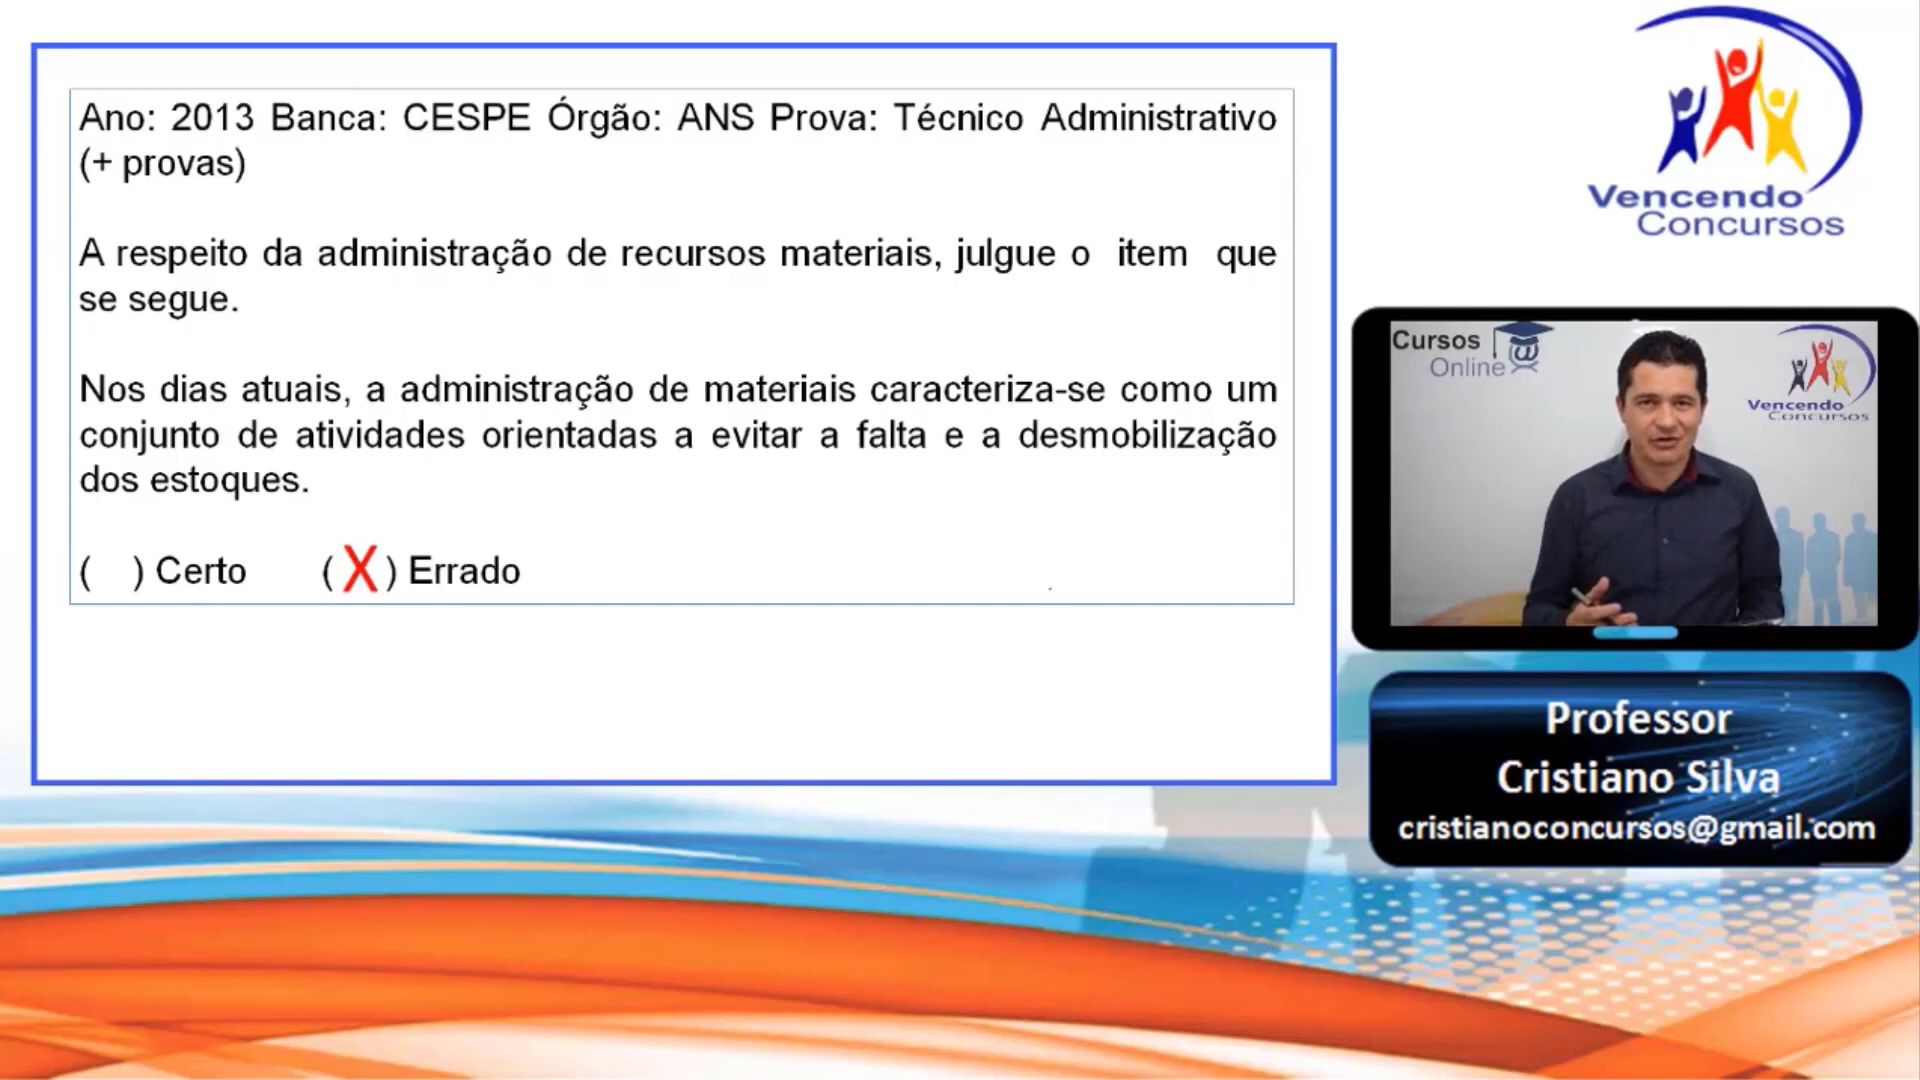 Ano: 2013 Banca: CESPE Órgão: ANS Prova: Técnico Administrativo
(+ provas)
A respeito da administração de recursos materiais, julgue o item que
se segue.
Nos dias atuais, a administração de materiais caracteriza-se como um
conjunto de atividades orientadas a evitar a falta e a desmobilização
dos estoques.
( ) Certo (X) Errado
Vencendo
Concursos
Cursos
Online
Vencendo
Concursos
Professor
Cristiano Silva
cristianoconcursos@gmail.com